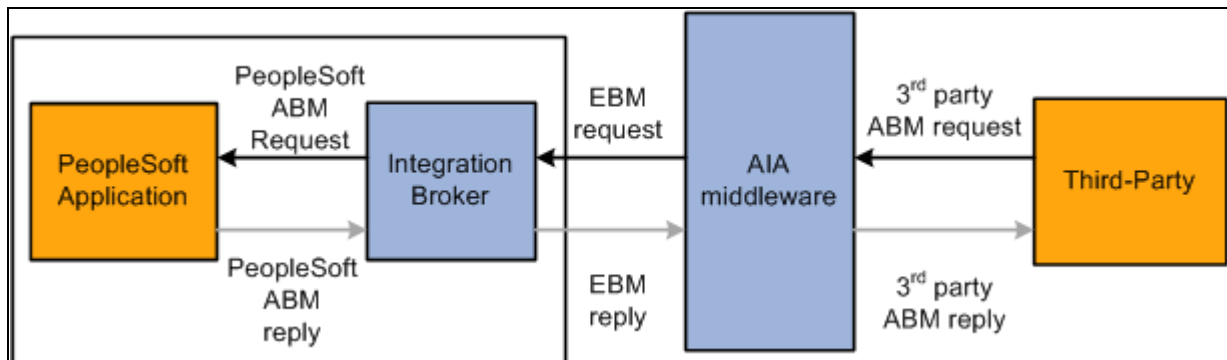 PeopleSoft
ABM
Request
EBM
request
3rd party
ABM request
PeopleSoft
Application
Integration
Broker
AIA
middleware
Third-Party
PeopleSoft
ABM
reply
EBM
reply
3rd party
ABM reply